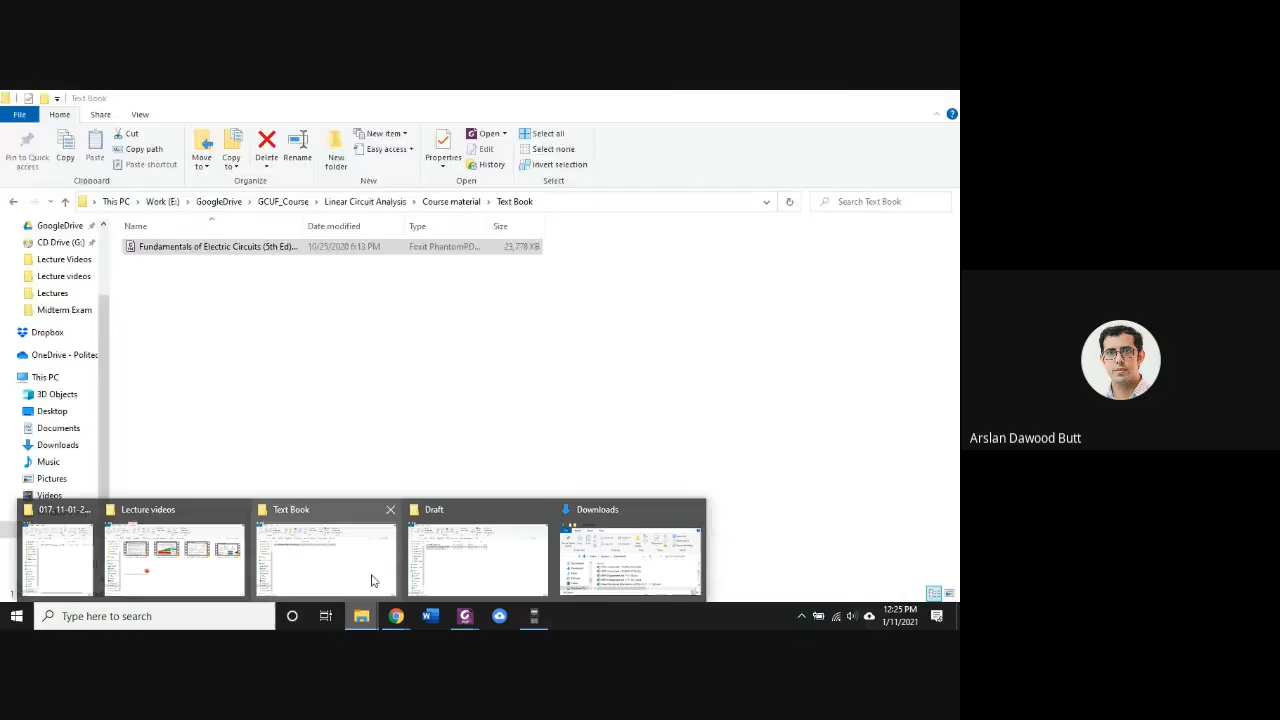 Text Book
File Home Share View
Pin to Quick access
Copy
Paste
Cut
Copy path
Paste shortcut
Clipboard
Move to
Copy to
Delete
Rename
Organize
New folder
New item
Easy access
New
Properties
Open
Edit
History
Open
Select all
Select none
Invert selection
Select
This PC > Work (E:) > GoogleDrive > GCUF_Course > Linear Circuit Analysis > Course material > Text Book
Search Text Book
Name Date modified Type Size
Fundamentals of Electric Circuits (5th Ed)... 10/25/2020 6:13 PM Foxit PhantomPD... 23,778 KB
GoogleDrive
CD Drive (G:)
Lecture Videos
Lecture videos
Lectures
Midterm Exam
Dropbox
OneDrive - Politec
This PC
3D Objects
Desktop
Documents
Downloads
Music
Pictures
Videos
Arslan Dawood Butt
017. 11-01-2... Lecture videos Text Book Draft Downloads
Type here to search
12:25 PM
1/11/2021